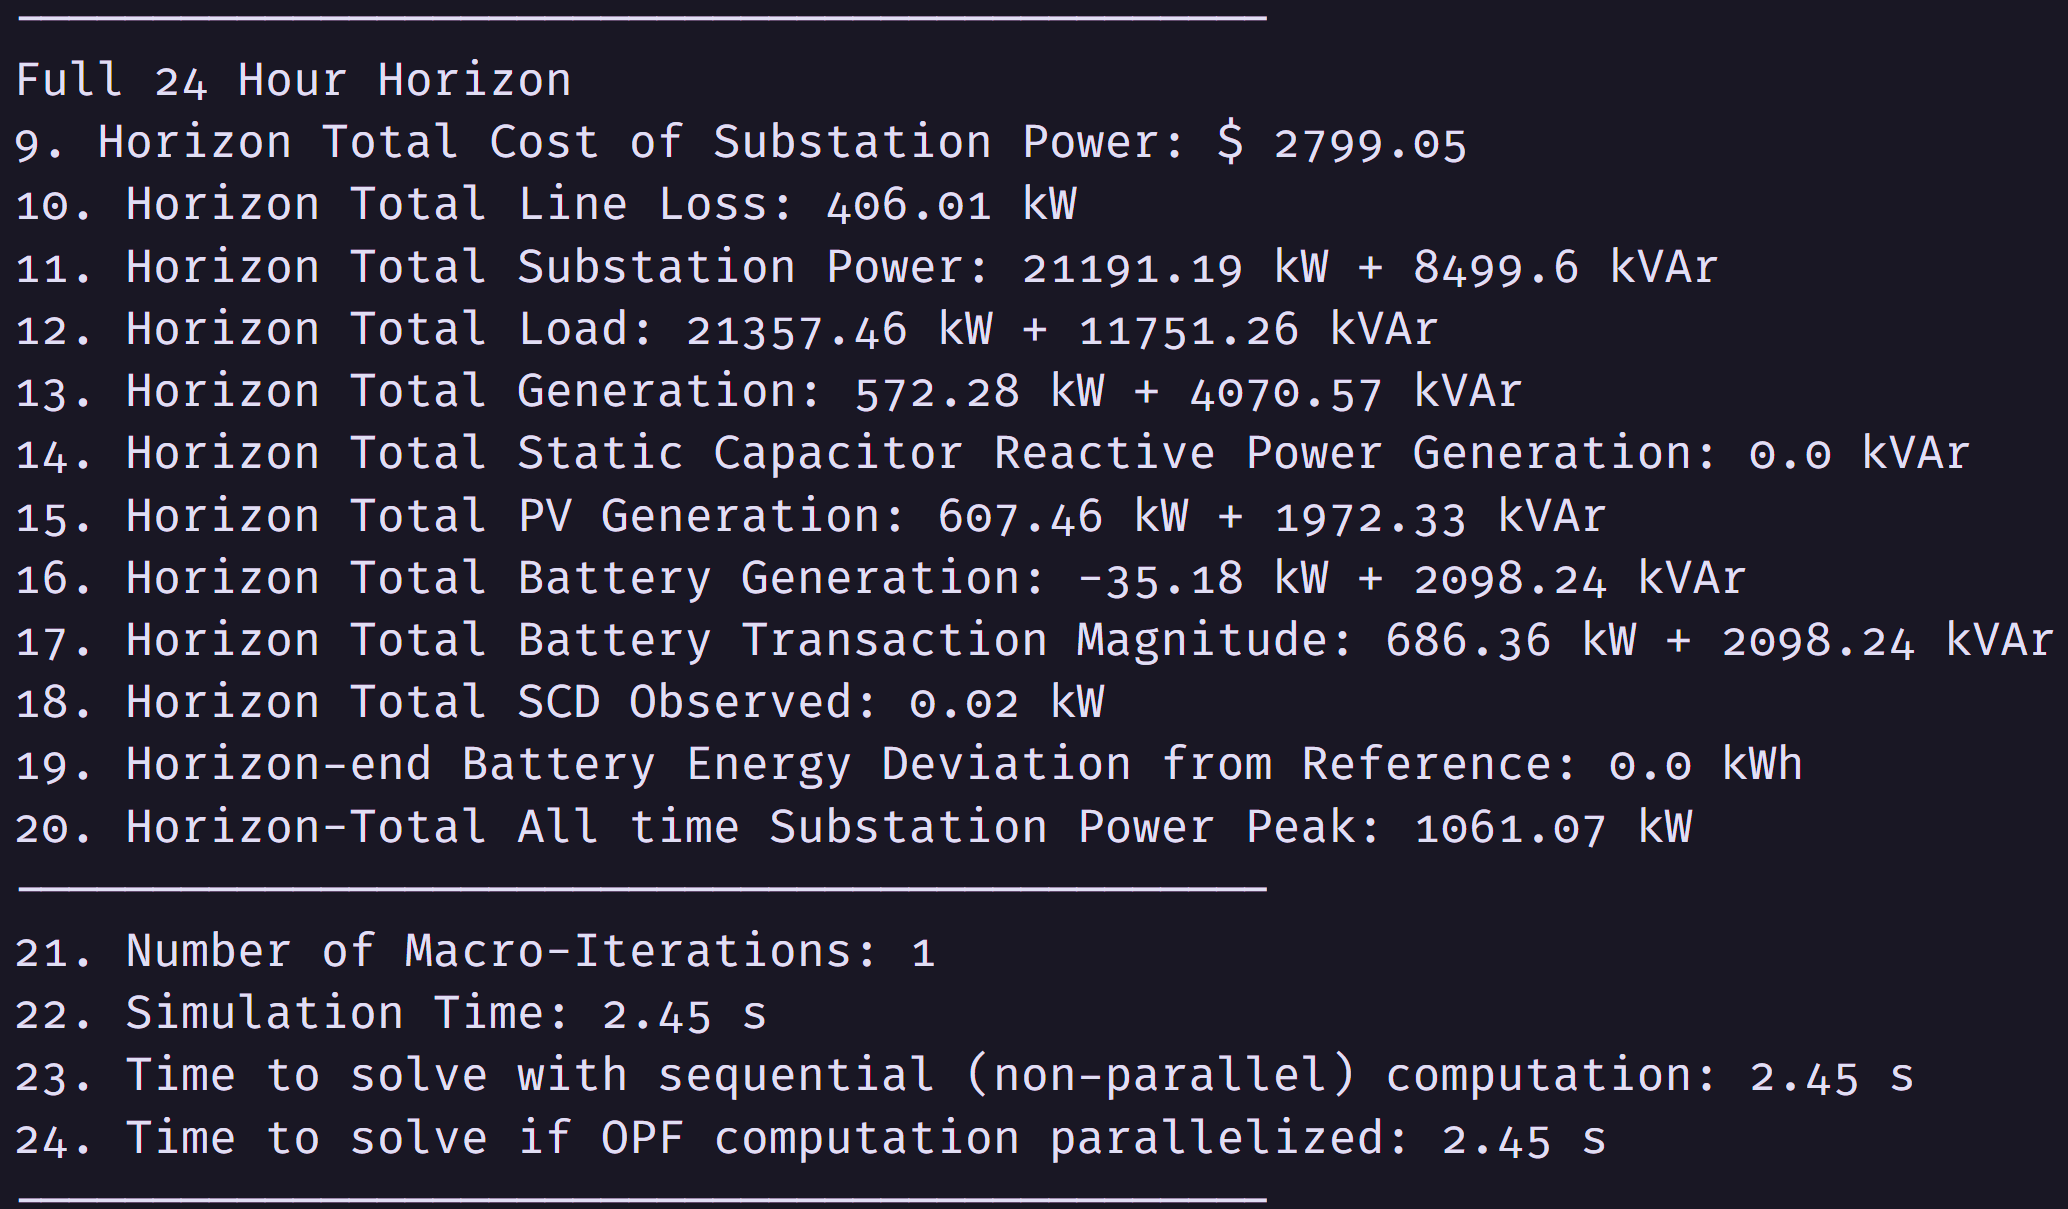 Full 24 Hour Horizon
9. Horizon Total Cost of Substation Power: $ 2799.05
10. Horizon Total Line Loss: 406.01 kW
11. Horizon Total Substation Power: 21191.19 kW + 8499.6 kVAr
12. Horizon Total Load: 21357.46 kW + 11751.26 kVAr
13. Horizon Total Generation: 572.28 kW + 4070.57 kVAr
14. Horizon Total Static Capacitor Reactive Power Generation: 0.0 kVAr
15. Horizon Total PV Generation: 607.46 kW + 1972.33 kVAr
16. Horizon Total Battery Generation: -35.18 kW + 2098.24 kVAr
17. Horizon Total Battery Transaction Magnitude: 686.36 kW + 2098.24 kVAr
18. Horizon Total SCD Observed: 0.02 kW
19. Horizon-end Battery Energy Deviation from Reference: 0.0 kWh
20. Horizon-Total All time Substation Power Peak: 1061.07 kW
21. Number of Macro-Iterations: 1
22. Simulation Time: 2.45 s
23. Time to solve with sequential (non-parallel) computation: 2.45 s
24. Time to solve if OPF computation parallelized: 2.45 s